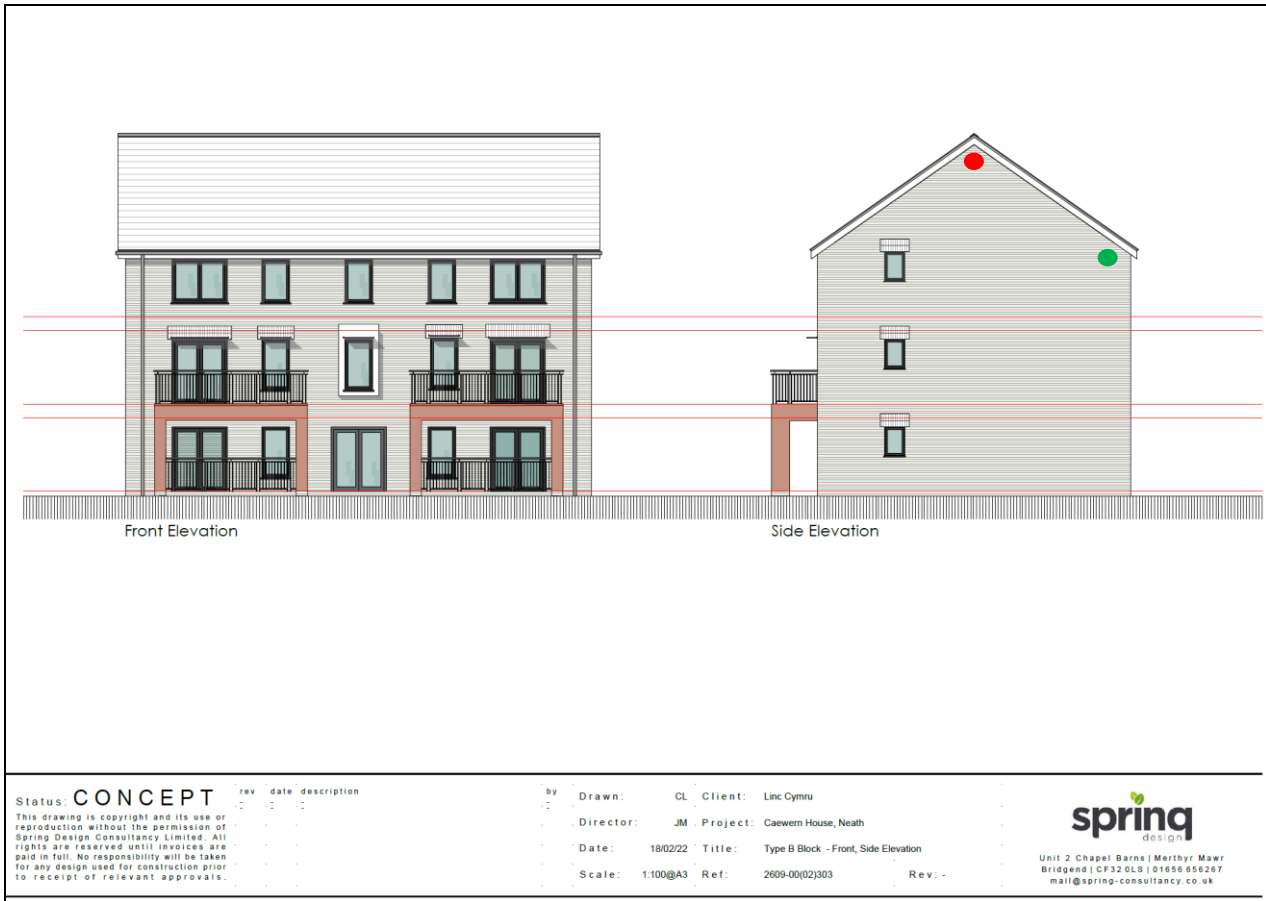 Front Elevation
Side Elevation
Status: CONCEPT
This drawing is copyright and its use or
reproduction without the permission of
Spring Design Consultancy Limited. All
rights are reserved until invoices are
paid in full. No responsibility will be taken
for any design used for construction prior
to receipt of relevant approvals.
rev date description by
- - - -
Drawn: CL Client: Linc Cymru
Director: JM Project: Caewern House, Neath
Date: 18/02/22 Title: Type B Block - Front, Side Elevation
Scale: 1:100@A3 Ref: 2609-00(02)303 Rev: -
spring
design
Unit 2 Chapel Barns | Merthyr Mawr
Bridgend | CF32 0LS | 01656 656267
mail@spring-consultancy.co.uk